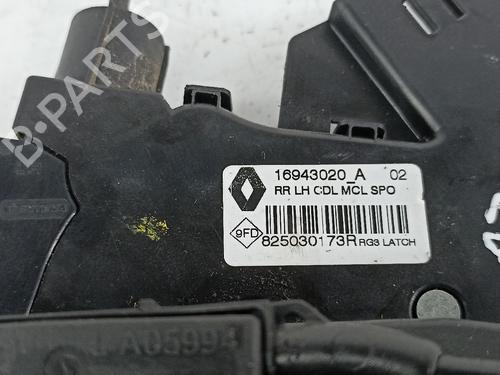 16943020_A 02
RR LH CDL MCL SPO
9FD
825030173R RG3 LATCH
A05994
B-PARTS